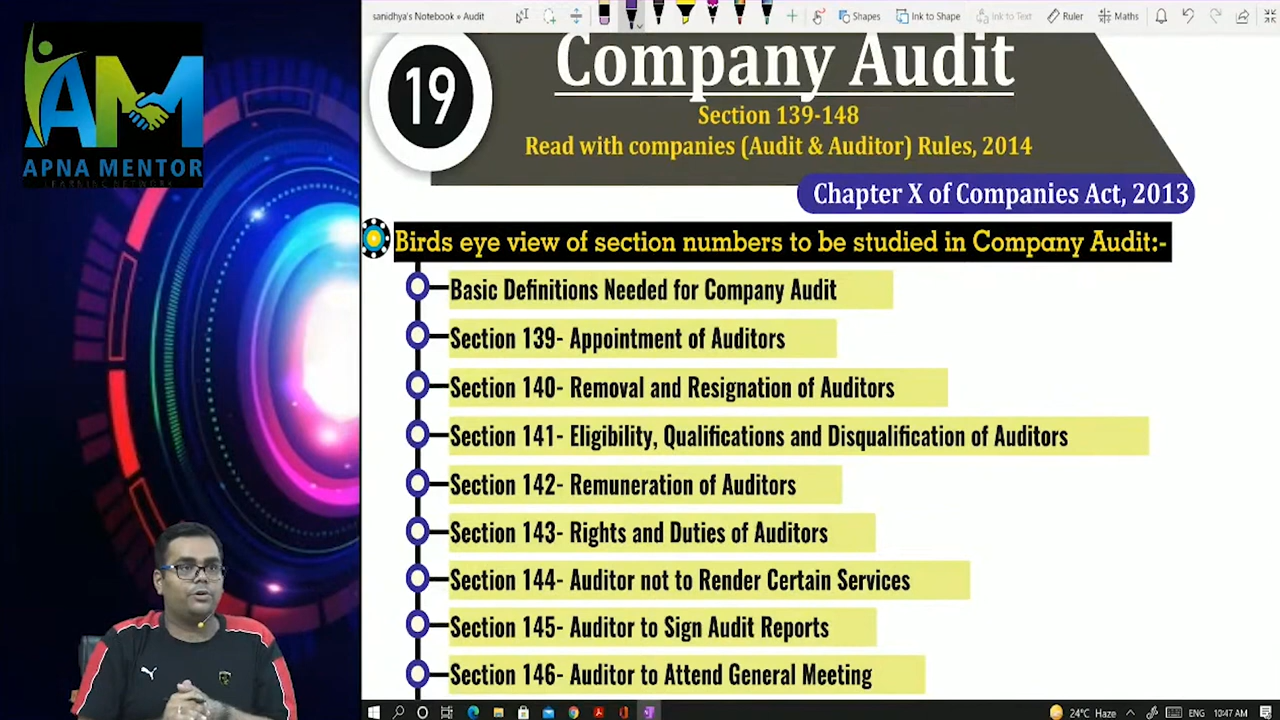 sanidhya's Notebook » Audit
Shapes
Ink to Shape
Ink to Text
Ruler
Maths
AM
APNA MENTOR
LEARNING NETWORK
19
Company Audit
Section 139-148
Read with companies (Audit & Auditor) Rules, 2014
Chapter X of Companies Act, 2013
Birds eye view of section numbers to be studied in Company Audit:-
Basic Definitions Needed for Company Audit
Section 139- Appointment of Auditors
Section 140- Removal and Resignation of Auditors
Section 141- Eligibility, Qualifications and Disqualification of Auditors
Section 142- Remuneration of Auditors
Section 143- Rights and Duties of Auditors
Section 144- Auditor not to Render Certain Services
Section 145- Auditor to Sign Audit Reports
Section 146- Auditor to Attend General Meeting
24°C Haze
ENG
10:47 AM